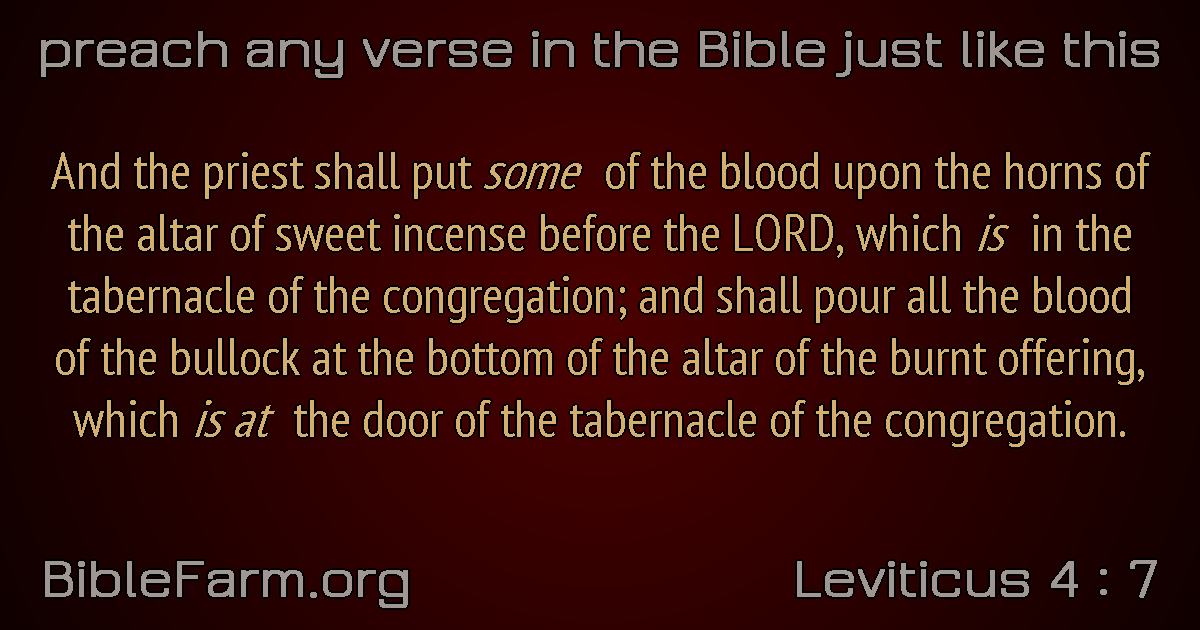 preach any verse in the Bible just like this
And the priest shall put some of the blood upon the horns of
the altar of sweet incense before the LORD, which is in the
tabernacle of the congregation; and shall pour all the blood
of the bullock at the bottom of the altar of the burnt offering,
which is at the door of the tabernacle of the congregation.
BibleFarm.org
Leviticus 4 : 7